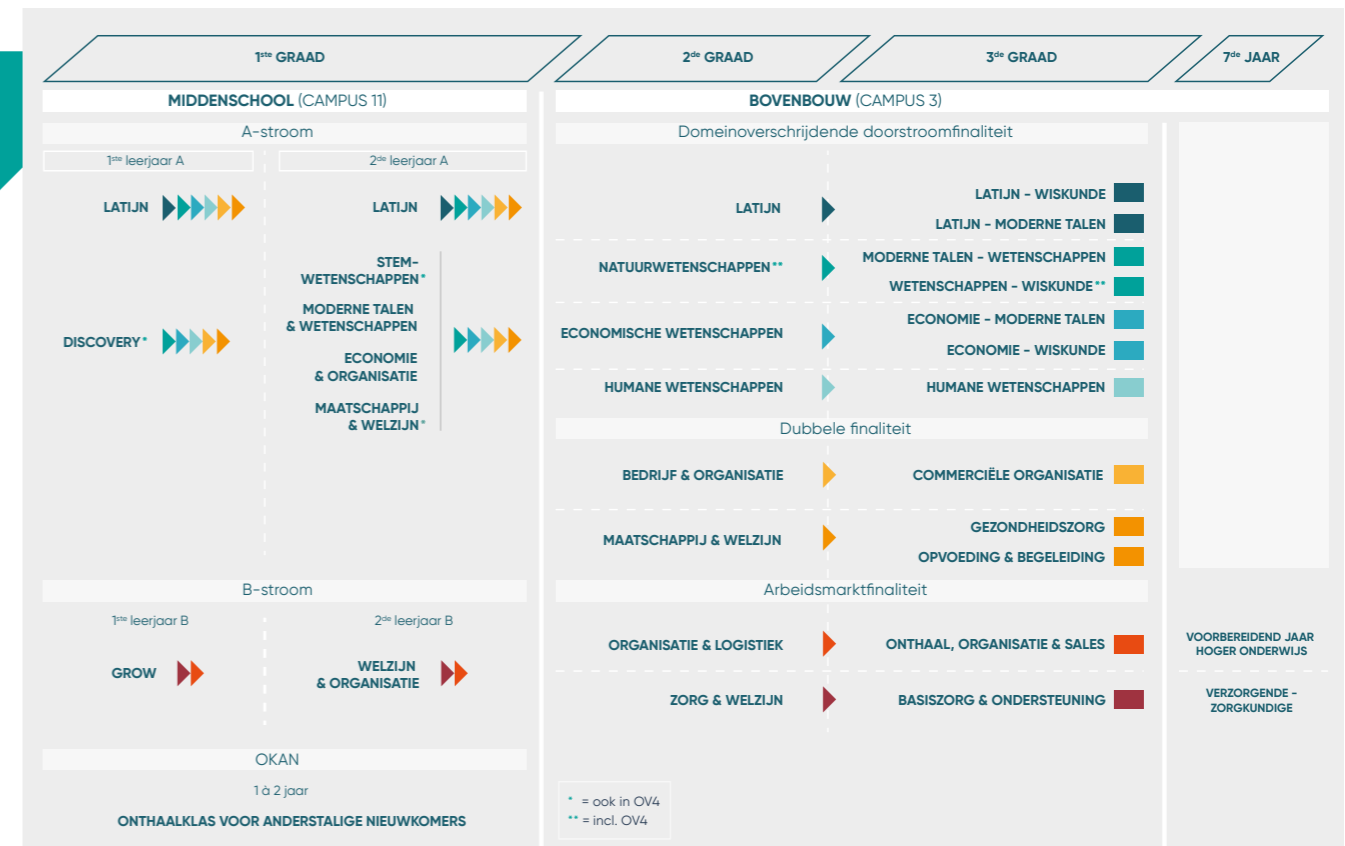 1ste GRAAD
2de GRAAD
3de GRAAD
7de JAAR
MIDDENSCHOOL (CAMPUS 11)
BOVENBOUW (CAMPUS 3)
A-stroom
1ste leerjaar A
2de leerjaar A
LATIJN
LATIJN
STEM-
WETENSCHAPPEN*
MODERNE TALEN
& WETENSCHAPPEN
DISCOVERY*
ECONOMIE
& ORGANISATIE
MAATSCHAPPIJ
& WELZIJN*
Domeinoverschrijdende doorstroomfinaliteit
LATIJN
LATIJN - WISKUNDE
LATIJN - MODERNE TALEN
NATUURWETENSCHAPPEN**
MODERNE TALEN - WETENSCHAPPEN
WETENSCHAPPEN - WISKUNDE**
ECONOMISCHE WETENSCHAPPEN
ECONOMIE - MODERNE TALEN
ECONOMIE - WISKUNDE
HUMANE WETENSCHAPPEN
HUMANE WETENSCHAPPEN
Dubbele finaliteit
BEDRIJF & ORGANISATIE
COMMERCIËLE ORGANISATIE
MAATSCHAPPIJ & WELZIJN
GEZONDHEIDSZORG
OPVOEDING & BEGELEIDING
B-stroom
1ste leerjaar B
2de leerjaar B
GROW
WELZIJN
& ORGANISATIE
Arbeidsmarktfinaliteit
ORGANISATIE & LOGISTIEK
ONTHAAL, ORGANISATIE & SALES
VOORBEREIDEND JAAR
HOGER ONDERWIJS
ZORG & WELZIJN
BASISZORG & ONDERSTEUNING
VERZORGENDE -
ZORGKUNDIGE
OKAN
1 à 2 jaar
ONTHAALKLAS VOOR ANDERSTALIGE NIEUWKOMERS
* = ook in OV4
** = incl. OV4